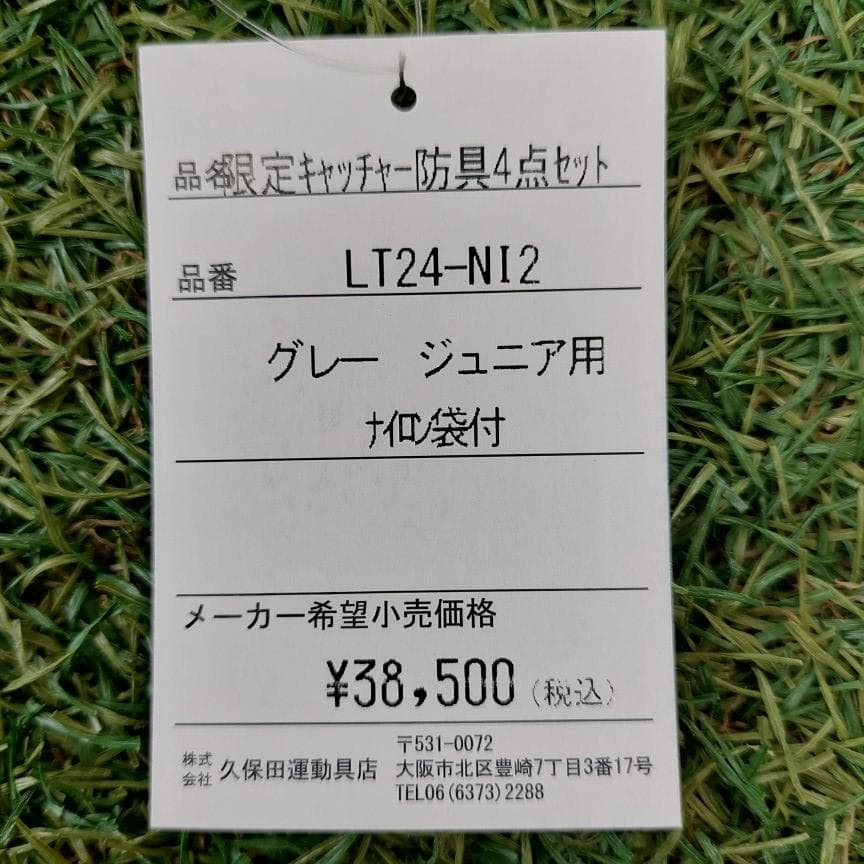 品名限定ｷｬｯﾁｬｰ防具4点ｾｯﾄ
品番 LT24-NI2
グレー ジュニア用
ﾅｲﾛﾝ袋付
メーカー希望小売価格
¥38,500(税込)
株式会社 久保田運動具店
〒531-0072
大阪市北区豊崎7丁目3番17号
TEL06(6373)2288